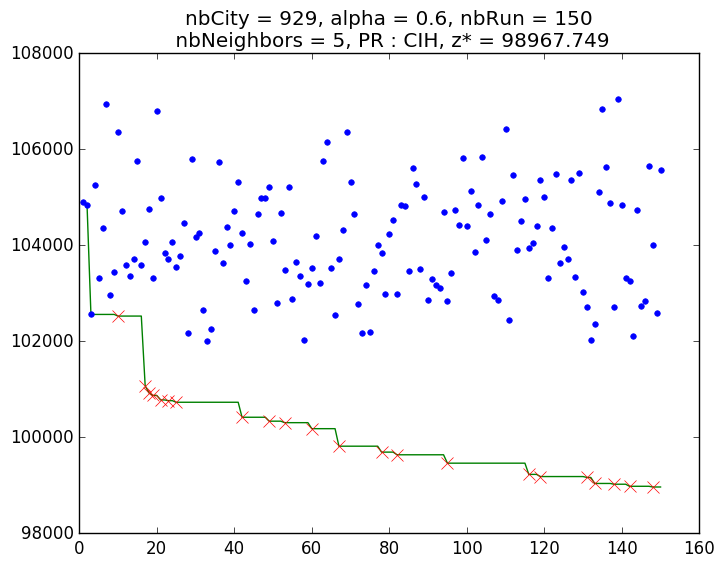 nbCity = 929, alpha = 0.6, nbRun = 150
nbNeighbors = 5, PR : CIH, z* = 98967.749
108000
106000
104000
102000
100000
98000
0 20 40 60 80 100 120 140 160